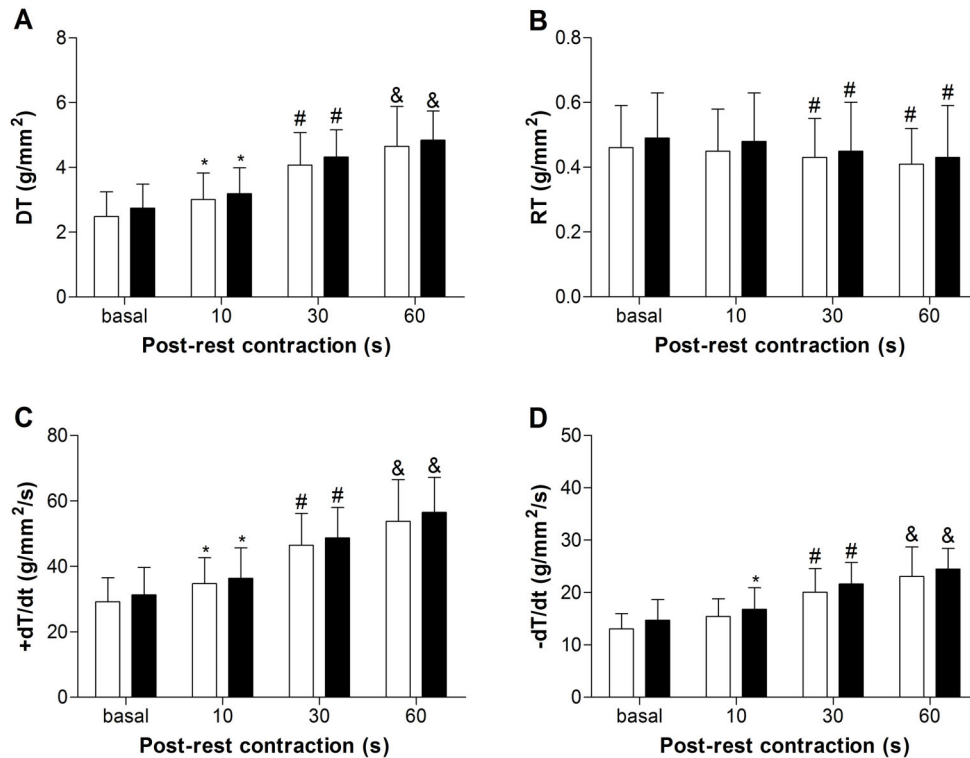 A
DT (g/mm²)
8
6
4
2
0
* * # # & &
basal 10 30 60
Post-rest contraction (s)
B
RT (g/mm²)
0.8
0.6
0.4
0.2
0.0
# # # #
basal 10 30 60
Post-rest contraction (s)
C
+dT/dt (g/mm²/s)
80
60
40
20
0
* * # # & &
basal 10 30 60
Post-rest contraction (s)
D
-dT/dt (g/mm²/s)
50
40
30
20
10
0
* # # & &
basal 10 30 60
Post-rest contraction (s)